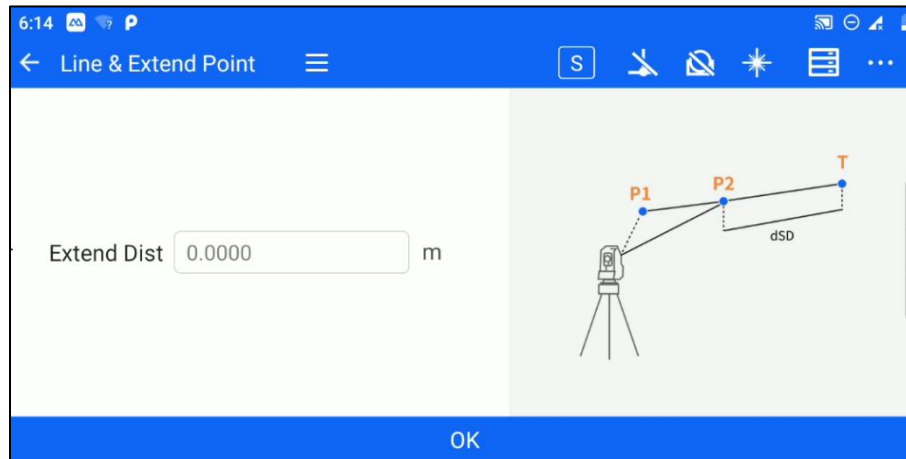 6:14
Line & Extend Point
S
P1
P2
T
dSD
Extend Dist 0.0000 m
OK